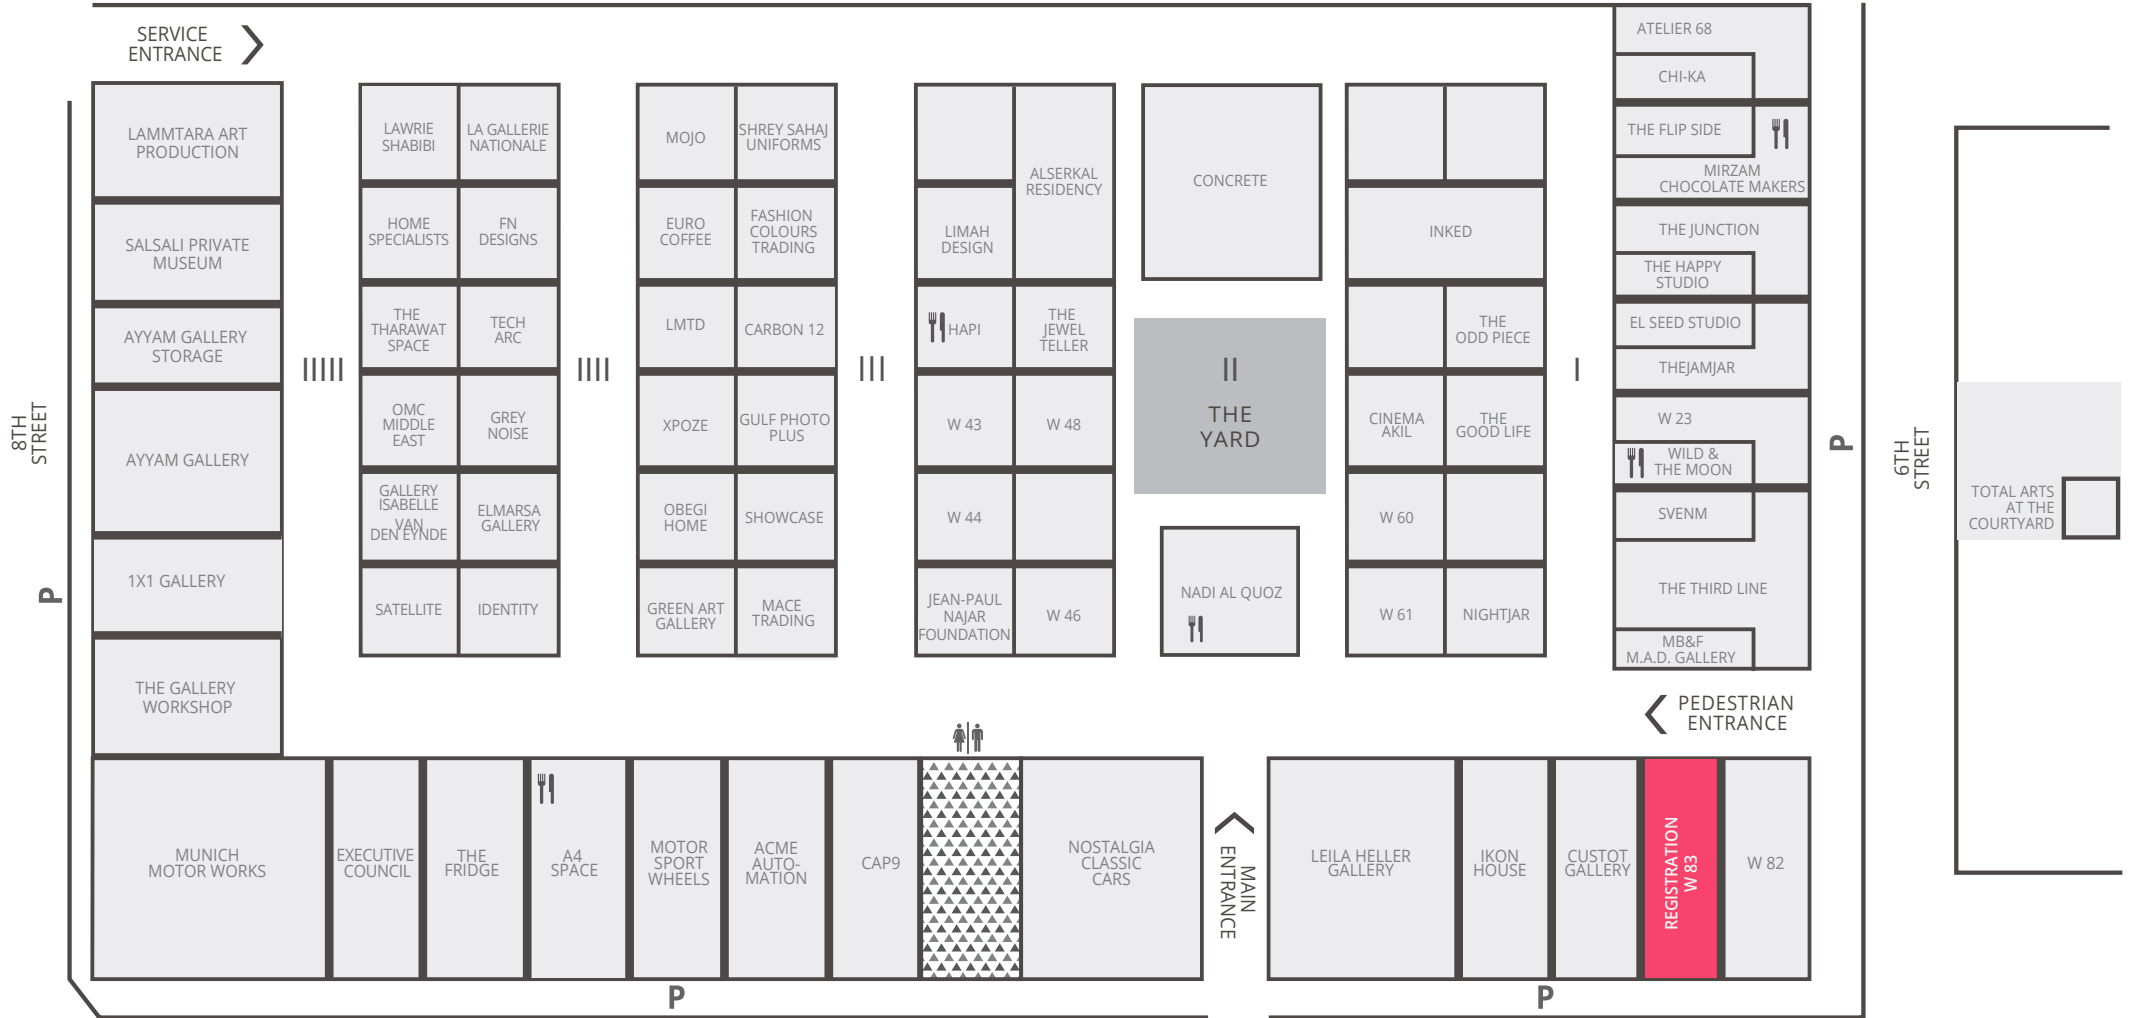 SERVICE
ENTRANCE
LAMMTARA ART
PRODUCTION
SALSALI PRIVATE
MUSEUM
AYYAM GALLERY
STORAGE
AYYAM GALLERY
1X1 GALLERY
THE GALLERY
WORKSHOP
8TH
STREET
P
IIIII
LAWRIE
SHABIBI
LA GALLERIE
NATIONALE
HOME
SPECIALISTS
FN
DESIGNS
THE
THARAWAT
SPACE
TECH
ARC
OMC
MIDDLE
EAST
GREY
NOISE
GALLERY
ISABELLE
VAN
DEN EYNDE
ELMARSA
GALLERY
SATELLITE
IDENTITY
IIII
MOJO
SHREY SAHAJ
UNIFORMS
EURO
COFFEE
FASHION
COLOURS
TRADING
LMTD
CARBON 12
XPOZE
GULF PHOTO
PLUS
OBEGI
HOME
SHOWCASE
GREEN ART
GALLERY
MACE
TRADING
III
ALSERKAL
RESIDENCY
LIMAH
DESIGN
HAPI
THE
JEWEL
TELLER
W 43
W 48
W 44
JEAN-PAUL
NAJAR
FOUNDATION
W 46
CONCRETE
II
THE
YARD
NADI AL QUOZ
INKED
THE
ODD PIECE
CINEMA
AKIL
THE
GOOD LIFE
W 60
W 61
NIGHTJAR
I
ATELIER 68
CHI-KA
THE FLIP SIDE
MIRZAM
CHOCOLATE MAKERS
THE JUNCTION
THE HAPPY
STUDIO
EL SEED STUDIO
THEJAMJAR
W 23
WILD &
THE MOON
SVENM
THE THIRD LINE
MB&F
M.A.D. GALLERY
P
6TH
STREET
TOTAL ARTS
AT THE
COURTYARD
PEDESTRIAN
ENTRANCE
MUNICH
MOTOR WORKS
EXECUTIVE
COUNCIL
THE
FRIDGE
A4
SPACE
MOTOR
SPORT
WHEELS
ACME
AUTO-
MATION
CAP9
NOSTALGIA
CLASSIC
CARS
MAIN
ENTRANCE
LEILA HELLER
GALLERY
IKON
HOUSE
CUSTOT
GALLERY
REGISTRATION
W 83
W 82
P
P